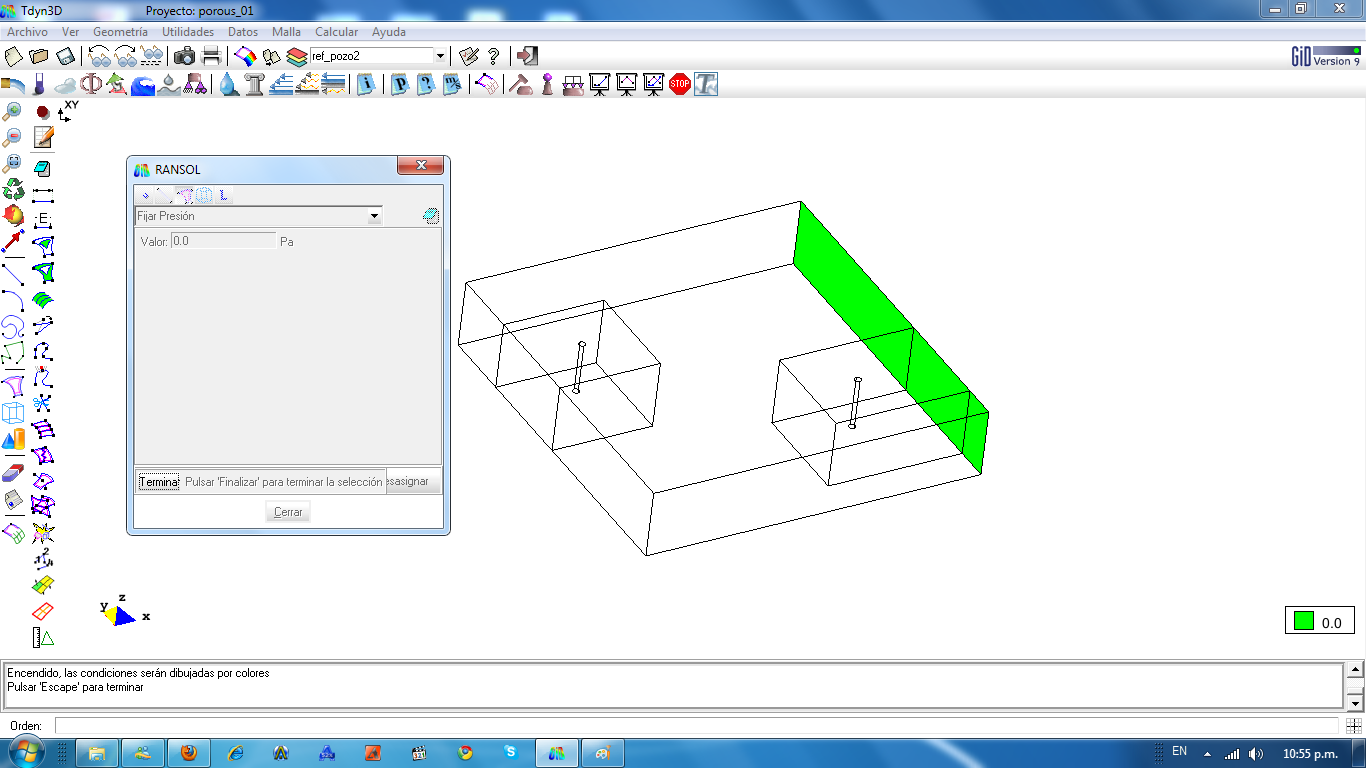 Tdyn3D Proyecto: porous_01
Archivo Ver Geometría Utilidades Datos Malla Calcular Ayuda
ref_pozo2
GiD
Version 9
STOP
XY
RANSOL
Fijar Presión
Valor: 0.0 Pa
Termina Pulsar 'Finalizar' para terminar la selección esasignar
Cerrar
z
y
x
0.0
Encendido, las condiciones serán dibujadas por colores
Pulsar 'Escape' para terminar
Orden:
EN 10:55 p.m.